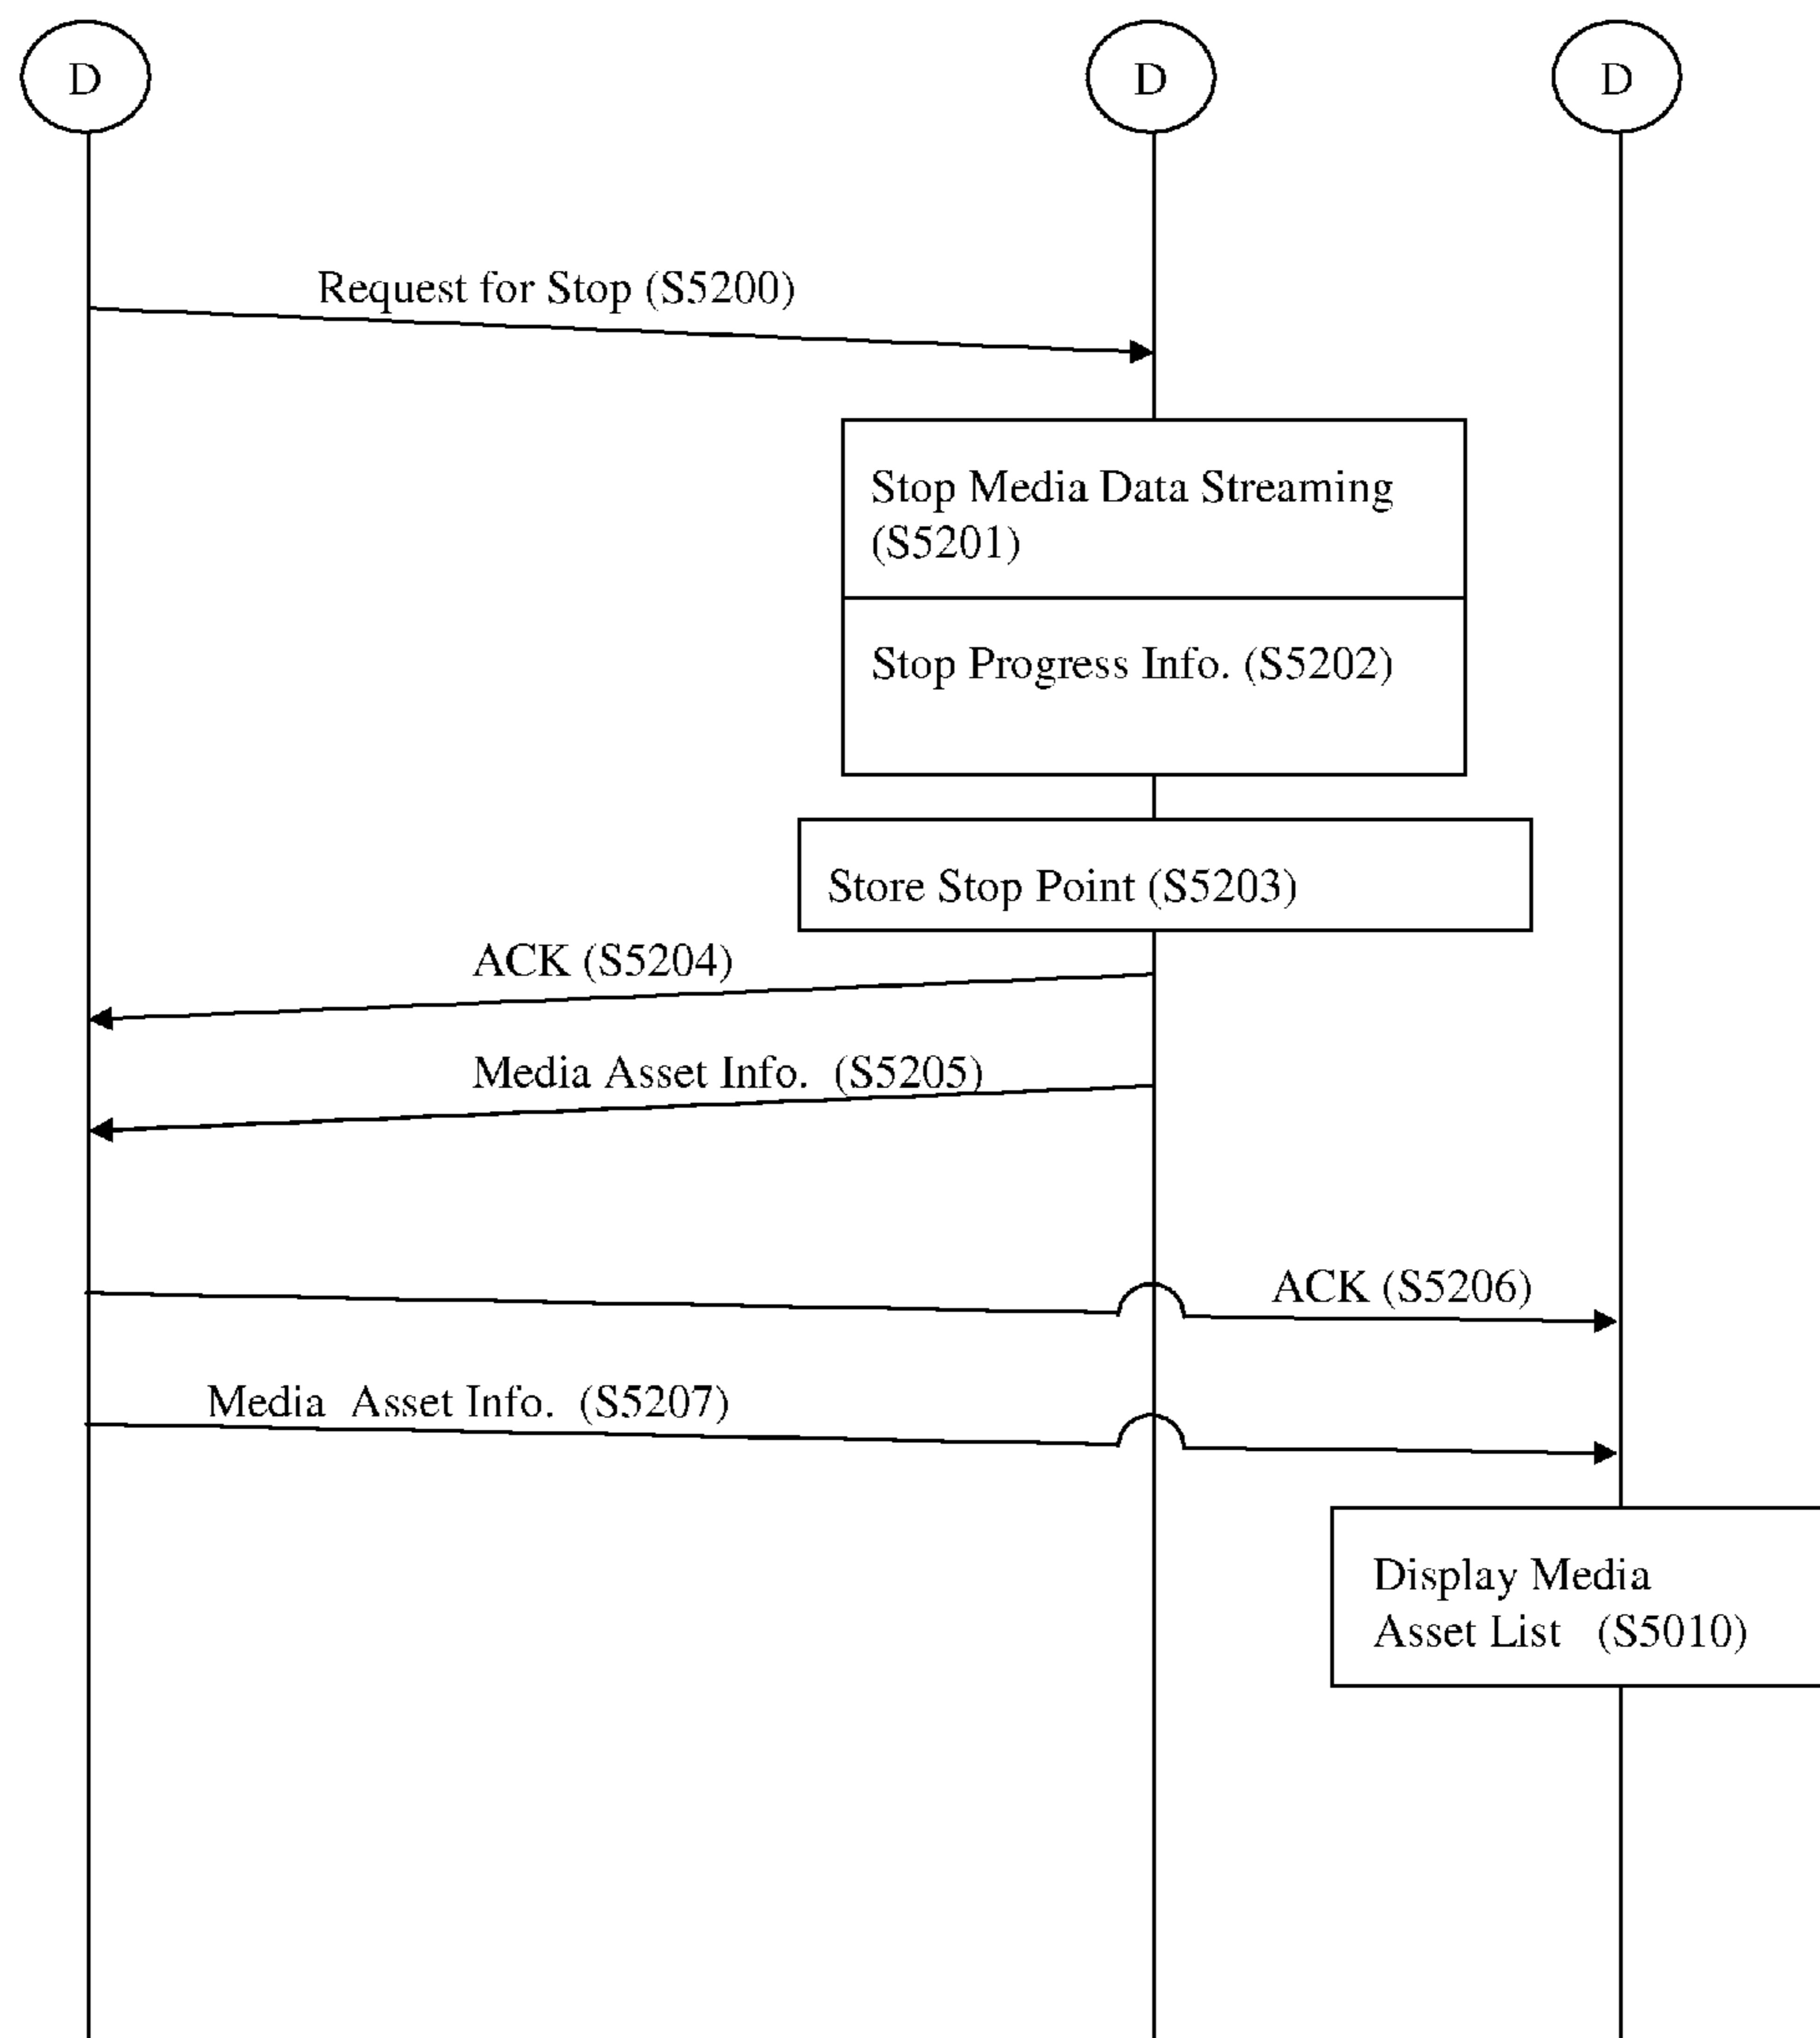 D D D
Request for Stop (S5200)
Stop Media Data Streaming
(S5201)
Stop Progress Info. (S5202)
Store Stop Point (S5203)
ACK (S5204)
Media Asset Info. (S5205)
ACK (S5206)
Media Asset Info. (S5207)
Display Media
Asset List (S5010)